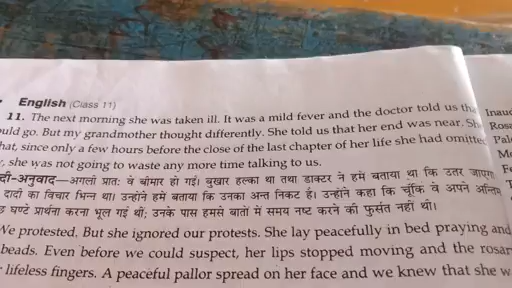 English (Class 11)
11. The next morning she was taken ill. It was a mild fever and the doctor told us tha
uld go. But my grandmother thought differently. She told us that her end was near. Sh
hat, since only a few hours before the close of the last chapter of her life she had omitte
, she was not going to waste any more time talking to us.
दी-अनुवाद—अगली प्रातः वे बीमार हो गईं। बुखार हल्का था तथा डाक्टर ने हमें बताया था कि उतर जाएगा
दादी का विचार भिन्न था। उन्होंने हमें बताया कि उनका अन्त निकट है। उन्होंने कहा कि चूँकि वे अपने अन्तिम
घण्टे प्रार्थना करना भूल गई थीं; उनके पास हमसे बातों में समय नष्ट करने की फुर्सत नहीं थी।
We protested. But she ignored our protests. She lay peacefully in bed praying and
beads. Even before we could suspect, her lips stopped moving and the rosar
lifeless fingers. A peaceful pallor spread on her face and we knew that she w
Inaug
Rosa
Pale